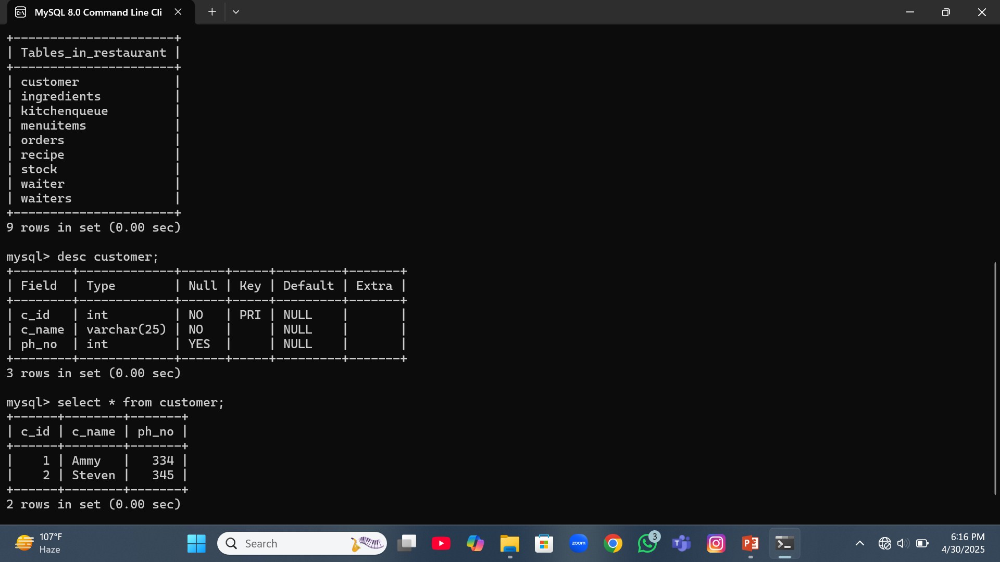 MySQL 8.0 Command Line Cli
+----------------------+
| Tables_in_restaurant |
+----------------------+
| customer             |
| ingredients          |
| kitchenqueue         |
| menuitems            |
| orders               |
| recipe               |
| stock                |
| waiter               |
| waiters              |
+----------------------+
9 rows in set (0.00 sec)
mysql> desc customer;
+--------+-------------+------+-----+---------+-------+
| Field  | Type        | Null | Key | Default | Extra |
+--------+-------------+------+-----+---------+-------+
| c_id   | int         | NO   | PRI | NULL    |       |
| c_name | varchar(25) | NO   |     | NULL    |       |
| ph_no  | int         | YES  |     | NULL    |       |
+--------+-------------+------+-----+---------+-------+
3 rows in set (0.00 sec)
mysql> select * from customer;
+------+--------+-------+
| c_id | c_name | ph_no |
+------+--------+-------+
|    1 | Ammy   |   334 |
|    2 | Steven |   345 |
+------+--------+-------+
2 rows in set (0.00 sec)
107°F
Haze
Search
zoom
3
T
P
6:16 PM
4/30/2025